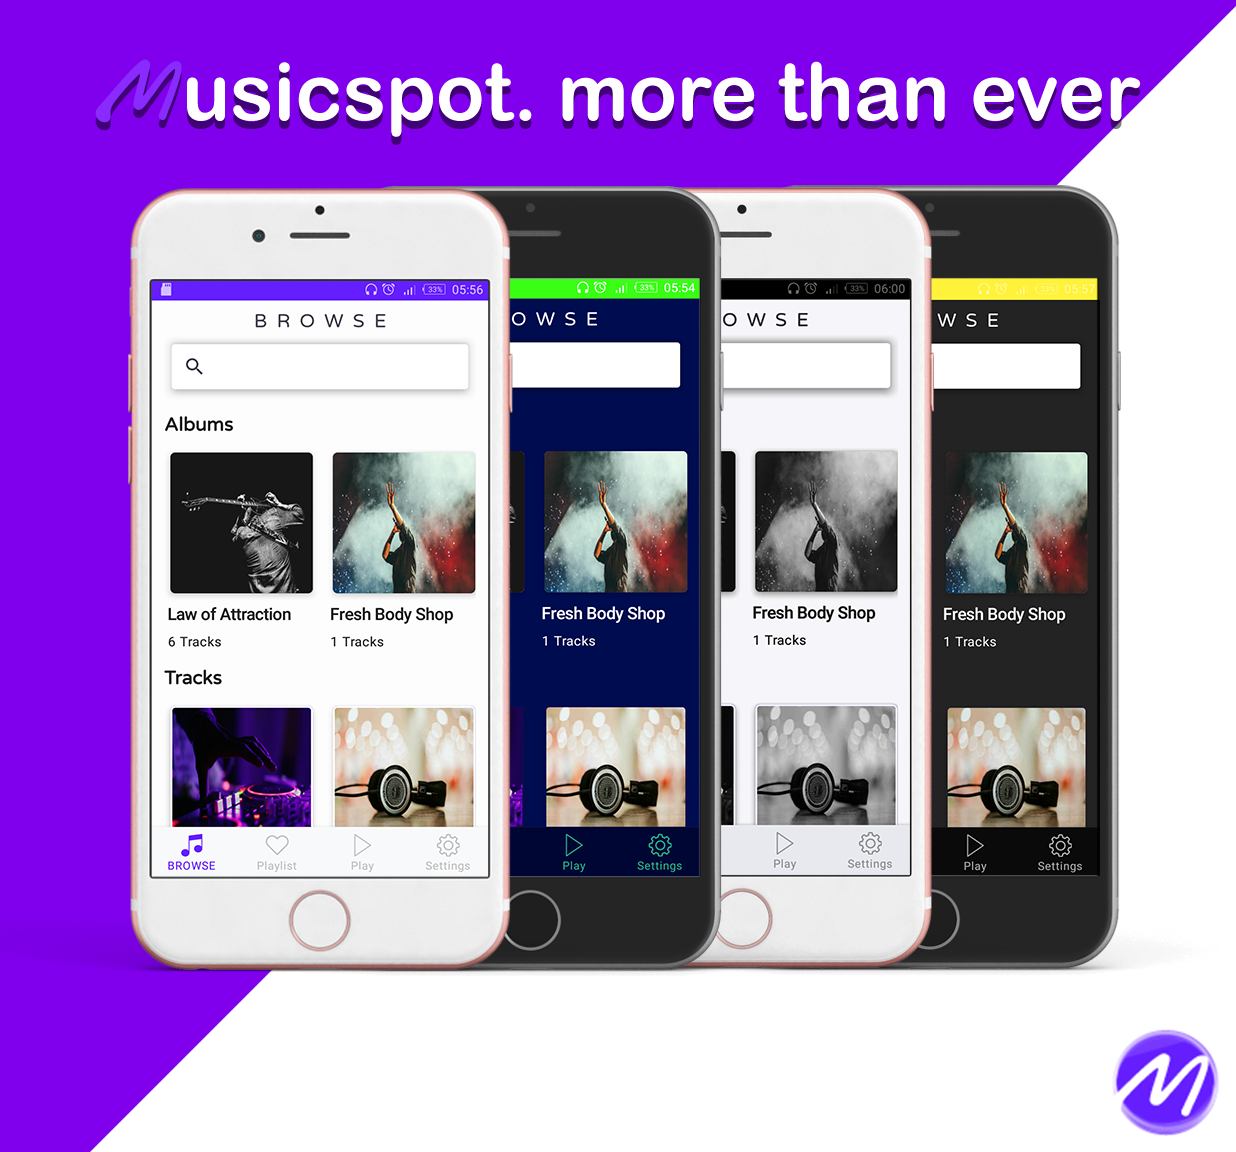 Musicspot. more than ever
33% 05:56
BROWSE
Albums
Law of Attraction
6 Tracks
Fresh Body Shop
1 Tracks
Tracks
BROWSE
Playlist
Play
Settings
33% 05:54
OWSE
Fresh Body Shop
1 Tracks
Play
Settings
33% 06:00
OWSE
Fresh Body Shop
1 Tracks
Play
Settings
33% 05:57
WSE
Fresh Body Shop
1 Tracks
Play
Settings
M